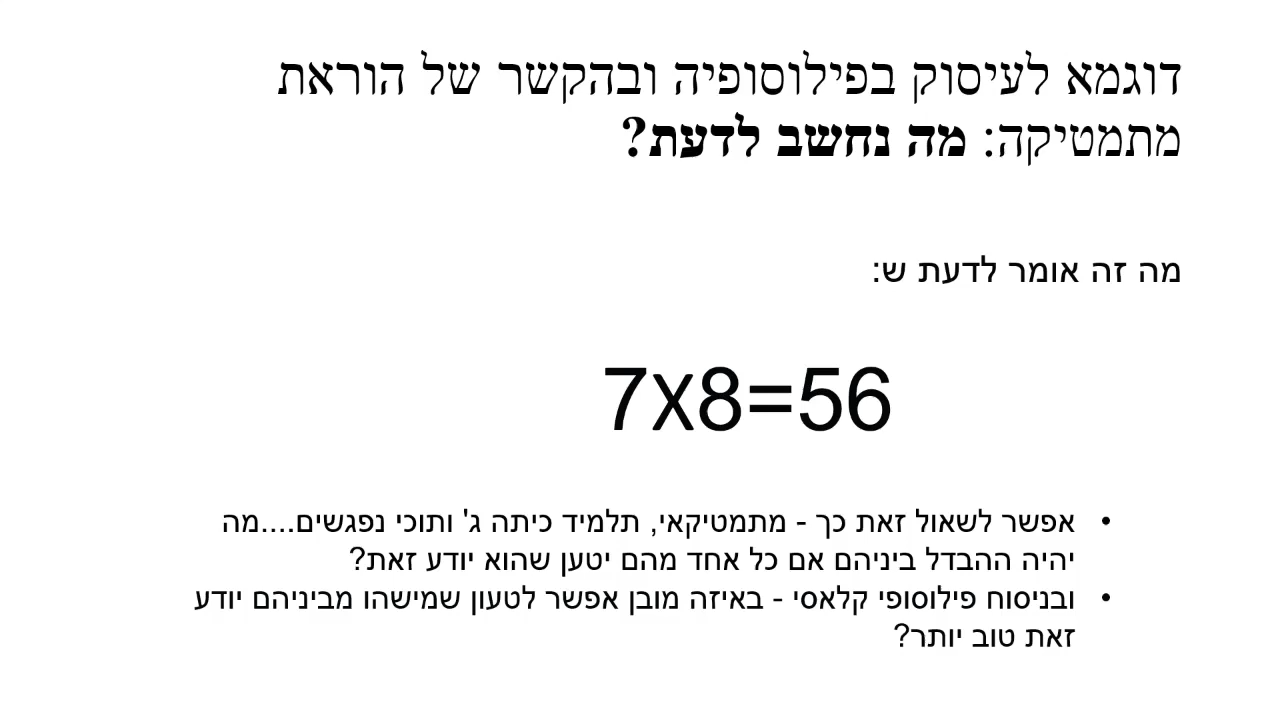 דוגמא לעיסוק בפילוסופיה ובהקשר של הוראת
מתמטיקה: מה נחשב לדעת?
מה זה אומר לדעת ש:
7X8=56
• אפשר לשאול זאת כך - מתמטיקאי, תלמיד כיתה ג' ותוכי נפגשים....מה
יהיה ההבדל ביניהם אם כל אחד מהם יטען שהוא יודע זאת?
• ובניסוח פילוסופי קלאסי - באיזה מובן אפשר לטעון שמישהו מביניהם יודע
זאת טוב יותר?